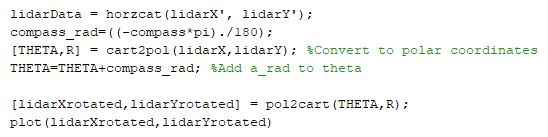 lidarData = horzcat(lidarX', lidarY');
compass_rad=((-compass*pi)./180);
[THETA,R] = cart2pol(lidarX,lidarY); %Convert to polar coordinates
THETA=THETA+compass_rad; %Add a_rad to theta
[lidarXrotated,lidarYrotated] = pol2cart(THETA,R);
plot(lidarXrotated,lidarYrotated)